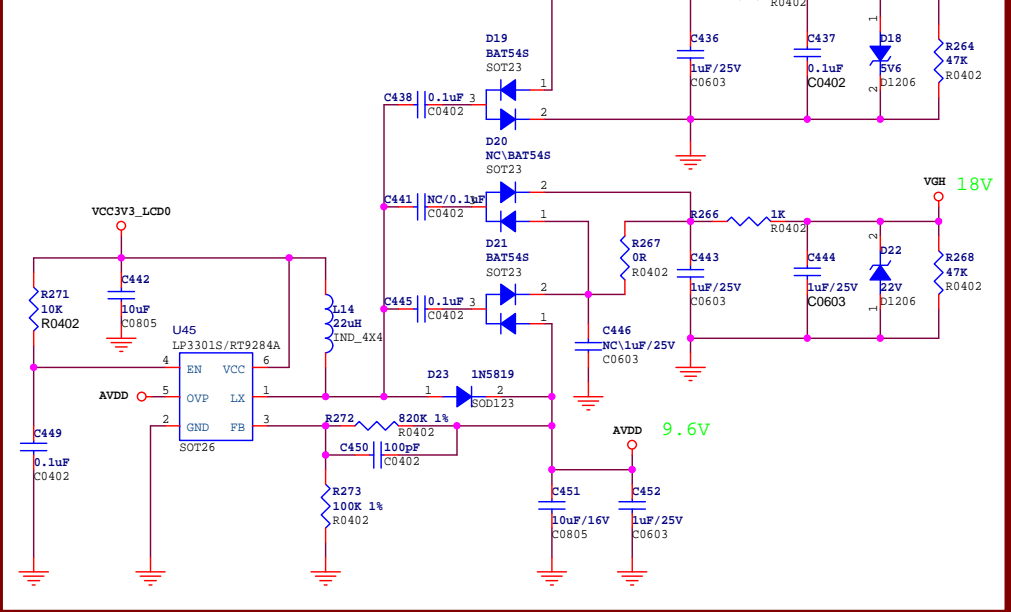 R0402
D19
BAT54S
SOT23
C436
1uF/25V
C0603
C437
0.1uF
C0402
1
D18
5V6
D1206
2
R264
47K
R0402
C438 0.1uF 3
C0402
1
2
D20
NC\BAT54S
SOT23
C441 NC/0.1uF 3
C0402
2
1
VGH 18V
R266 1K
R0402
VCC3V3_LCD0
D21
BAT54S
SOT23
R267
0R
R0402
C443
1uF/25V
C0603
C444
1uF/25V
C0603
2
D22
22V
D1206
1
R268
47K
R0402
C442
10uF
C0805
R271
10K
R0402
C445 0.1uF 3
C0402
2
1
L14
22uH
IND_4X4
C446
NC\1uF/25V
C0603
U45
LP3301S/RT9284A
4 EN VCC 6
AVDD 5 OVP LX 1
2 GND FB 3
SOT26
D23 1N5819
1 2
SOD123
R272 820K 1%
R0402
C450 100pF
C0402
AVDD 9.6V
C449
0.1uF
C0402
R273
100K 1%
R0402
C451
10uF/16V
C0805
C452
1uF/25V
C0603